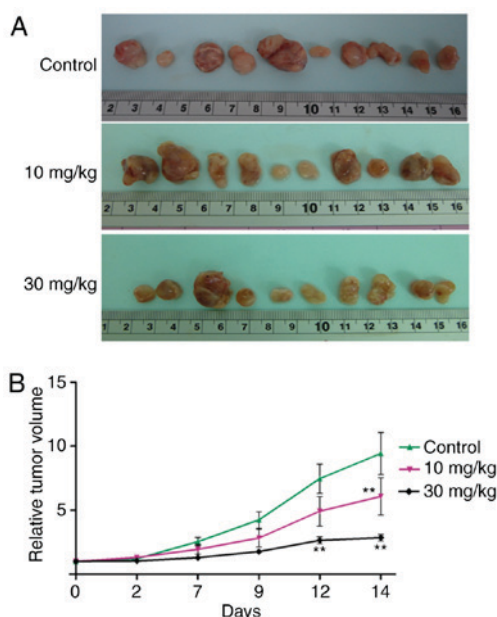 A
Control
2 3 4 5 6 7 8 9 10 11 12 13 14 15 16
10 mg/kg
2 3 4 5 6 7 8 9 10 11 12 13 14 15 16
30 mg/kg
1 2 3 4 5 6 7 8 9 10 11 12 13 14 15 16
B
Relative tumor volume
15
10
5
0 2 7 9 12 14
Days
Control
10 mg/kg
30 mg/kg
**
** **